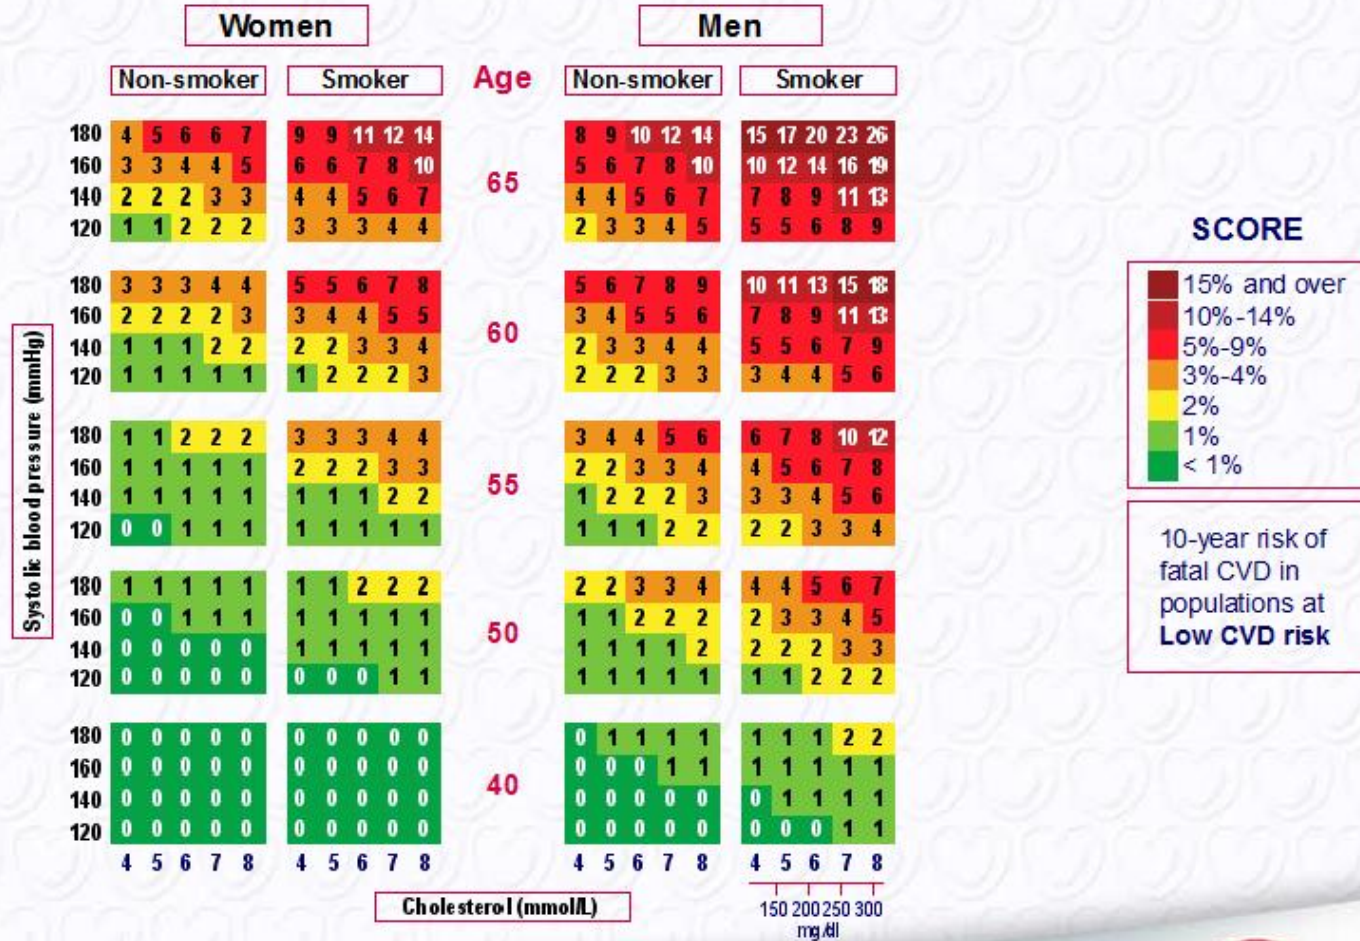 Women Men
Non-smoker Smoker Age Non-smoker Smoker
180 4 5 6 6 7 9 9 11 12 14 8 9 10 12 14 15 17 20 23 26
160 3 3 4 4 5 6 6 7 8 10 5 6 7 8 10 10 12 14 16 19
65
140 2 2 2 3 3 4 4 5 6 7 4 4 5 6 7 7 8 9 11 13
120 1 1 2 2 2 3 3 3 4 4 2 3 3 4 5 5 5 6 8 9
180 3 3 3 4 4 5 5 6 7 8 5 6 7 8 9 10 11 13 15 18
160 2 2 2 2 3 3 4 4 5 5 3 4 5 5 6 7 8 9 11 13
60
140 1 1 1 2 2 2 2 3 3 4 2 3 3 4 4 5 5 6 7 9
120 1 1 1 1 1 1 2 2 2 3 2 2 2 3 3 3 4 4 5 6
180 1 1 2 2 2 3 3 3 4 4 3 4 4 5 6 6 7 8 10 12
160 1 1 1 1 1 2 2 2 3 3 2 2 3 3 4 4 5 6 7 8
55
140 1 1 1 1 1 1 1 1 2 2 1 2 2 2 3 3 3 4 5 6
120 0 0 1 1 1 1 1 1 1 1 1 1 1 2 2 2 2 3 3 4
180 1 1 1 1 1 1 1 2 2 2 2 2 3 3 4 4 4 5 6 7
160 0 0 1 1 1 1 1 1 1 1 1 1 2 2 2 2 3 3 4 5
50
140 0 0 0 0 0 1 1 1 1 1 1 1 1 1 2 2 2 2 3 3
120 0 0 0 0 0 0 0 0 1 1 1 1 1 1 1 1 1 2 2 2
180 0 0 0 0 0 0 0 0 0 0 0 1 1 1 1 1 1 1 2 2
160 0 0 0 0 0 0 0 0 0 0 0 0 0 1 1 1 1 1 1 1
40
140 0 0 0 0 0 0 0 0 0 0 0 0 0 0 0 0 1 1 1 1
120 0 0 0 0 0 0 0 0 0 0 0 0 0 0 0 0 0 0 1 1
4 5 6 7 8 4 5 6 7 8 4 5 6 7 8 4 5 6 7 8
Systolic blood pressure (mmHg)
Cholesterol (mmol/L)
150 200 250 300
mg/dl
SCORE
15% and over
10%-14%
5%-9%
3%-4%
2%
1%
< 1%
10-year risk of
fatal CVD in
populations at
Low CVD risk